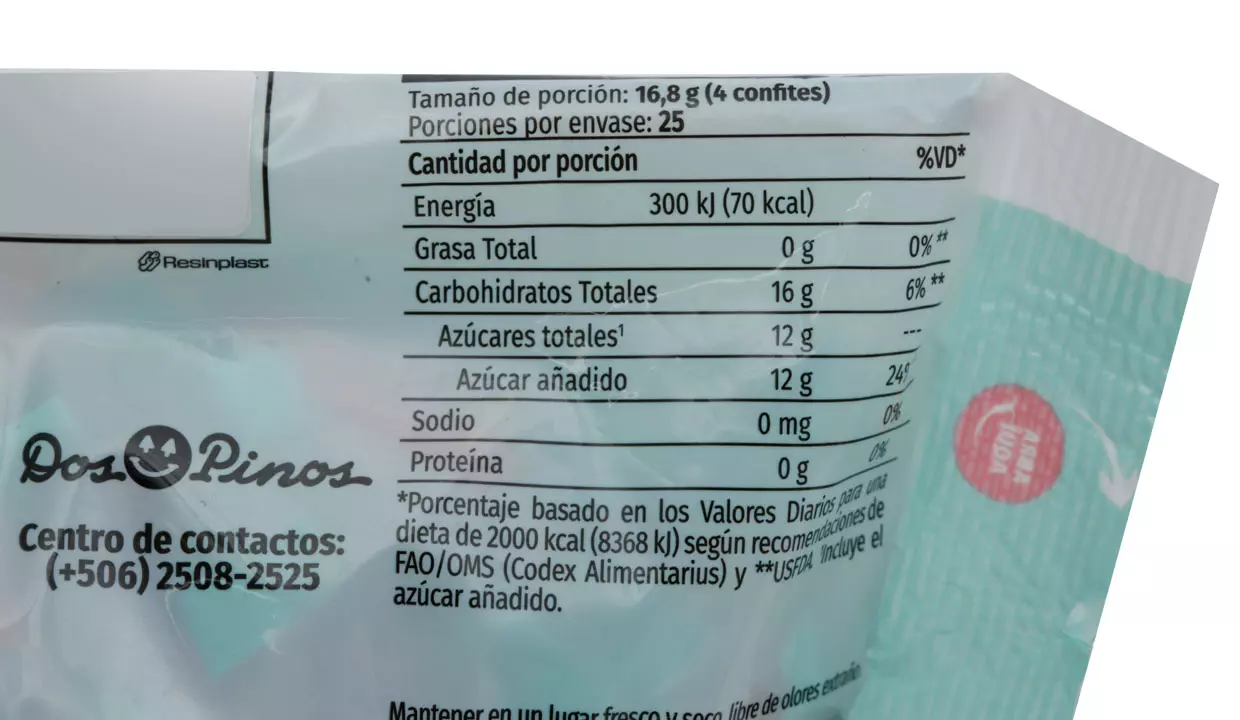 Tamaño de porción: 16,8 g (4 confites)
Porciones por envase: 25
Cantidad por porción %VD*
Energía 300 kJ (70 kcal)
Grasa Total 0 g 0% **
Carbohidratos Totales 16 g 6% **
Azúcares totales¹ 12 g ---
Azúcar añadido 12 g 24%
Sodio 0 mg 0%
Proteína 0 g 0%
*Porcentaje basado en los Valores Diarios para una
dieta de 2000 kcal (8368 kJ) según recomendaciones de
FAO/OMS (Codex Alimentarius) y **USFDA ¹Incluye el
azúcar añadido.
Mantener en un lugar fresco y seco, libre de olores extraño
Resinplast
Dos Pinos
Centro de contactos:
(+506) 2508-2525